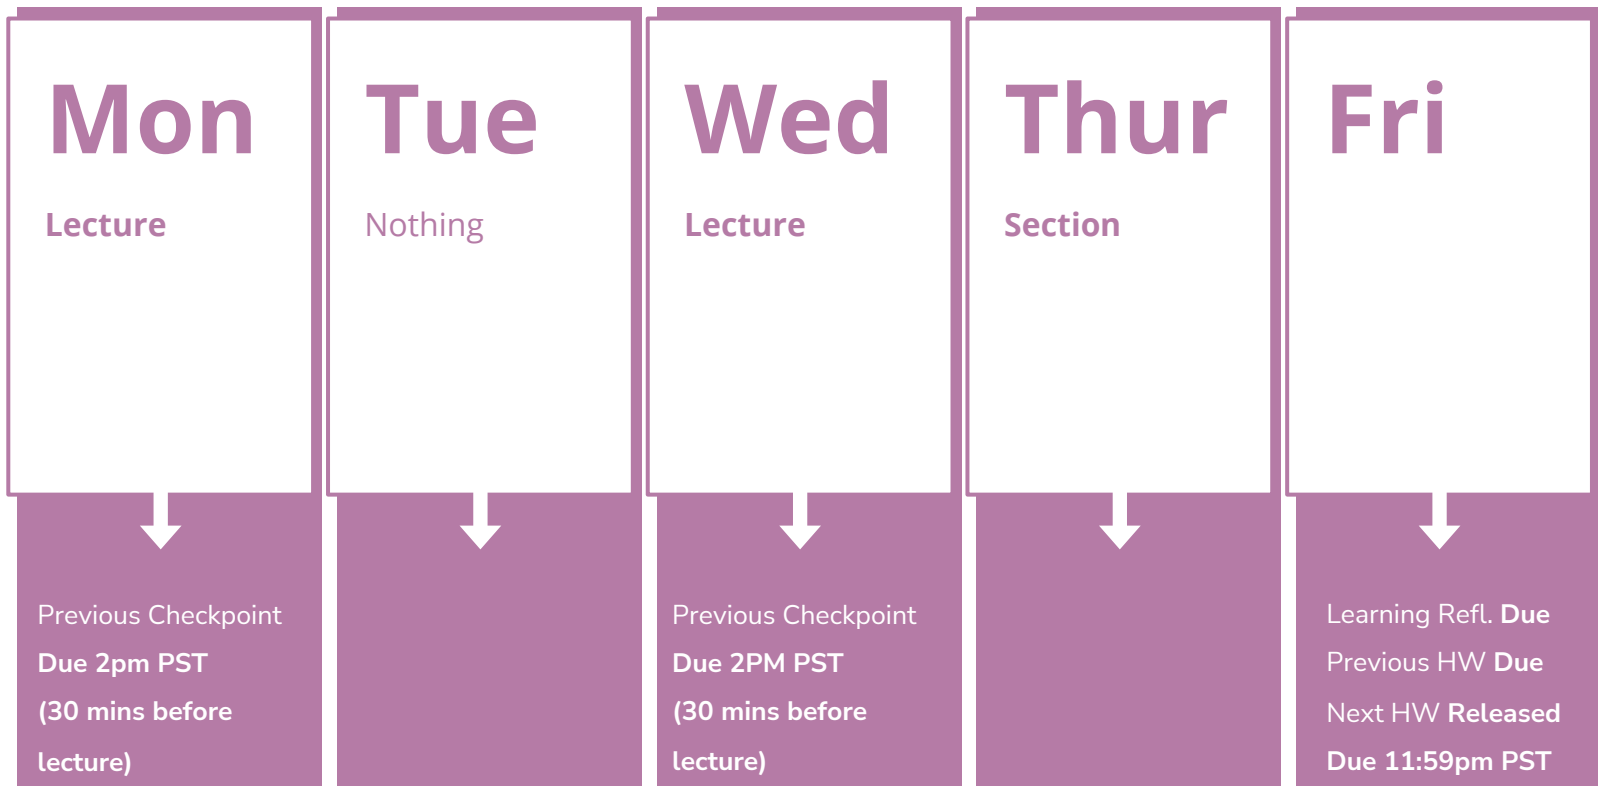 Mon
Lecture
Previous Checkpoint
Due 2pm PST
(30 mins before
lecture)
Tue
Nothing
Wed
Lecture
Previous Checkpoint
Due 2PM PST
(30 mins before
lecture)
Thur
Section
Fri
Learning Refl. Due
Previous HW Due
Next HW Released
Due 11:59pm PST